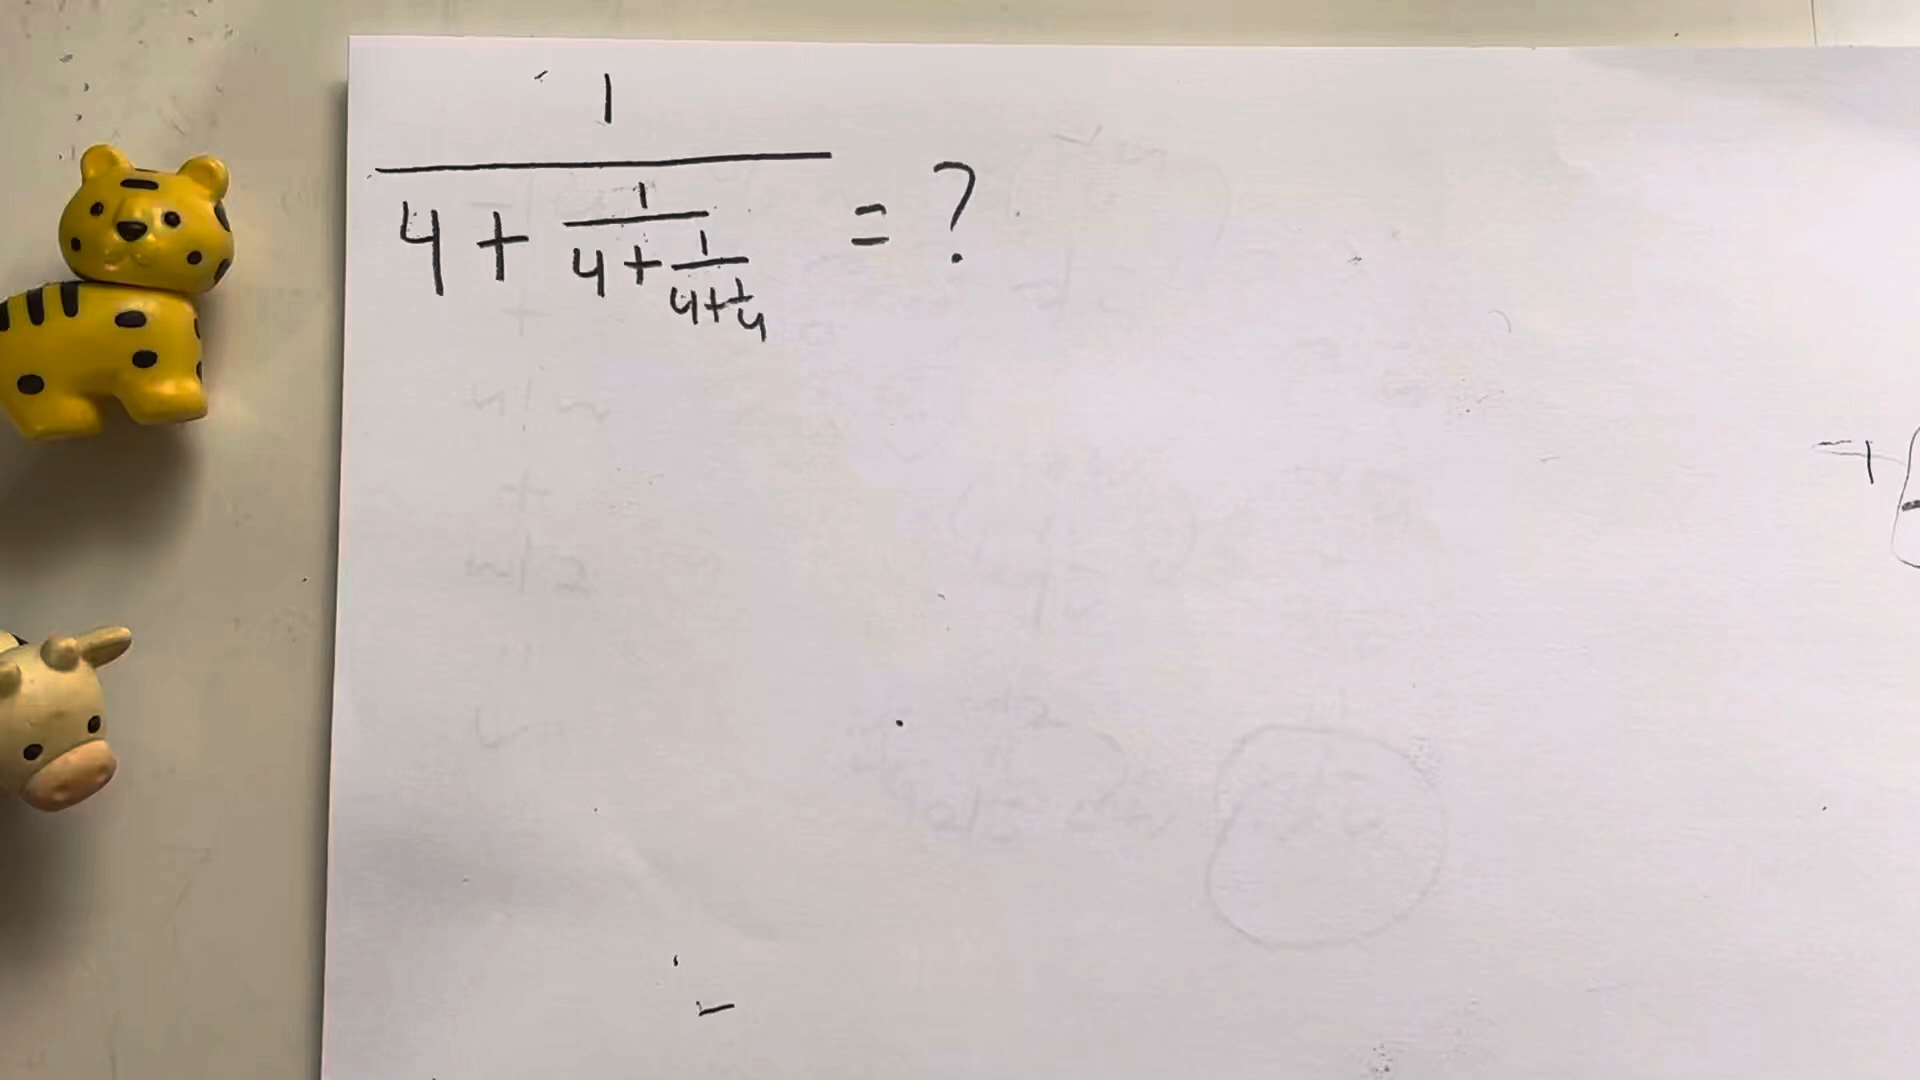 1
4 + 1
4 + 1 = ?
4 + 1
4